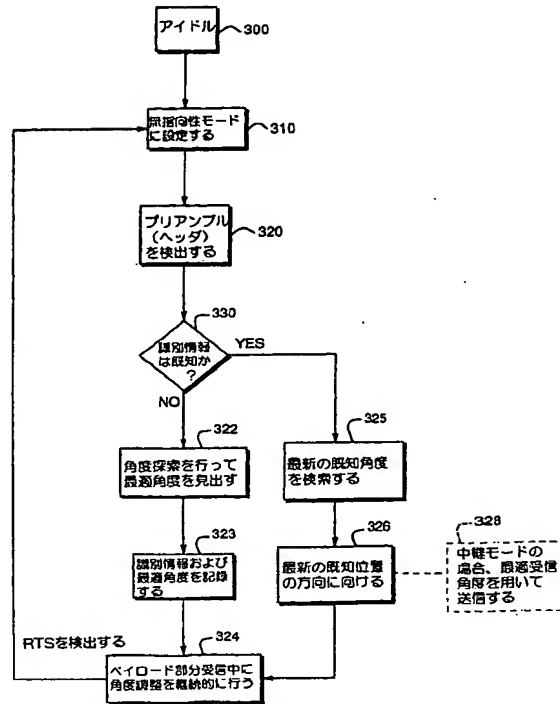 アイドル
300
無指向性モード
に設定する
310
プリアンブル
(ヘッダ)
を検出する
320
330
識別情報
は既知か
?
YES
NO
322
角度探索を行って
最適角度を見出す
325
最新の既知角度
を検索する
323
識別情報および
最適角度を記録
する
326
最新の既知位置
の方向に向ける
328
中継モードの
場合、最適受信
角度を用いて
送信する
RTSを検出する
324
ペイロード部分受信中に
角度調整を継続的に行う